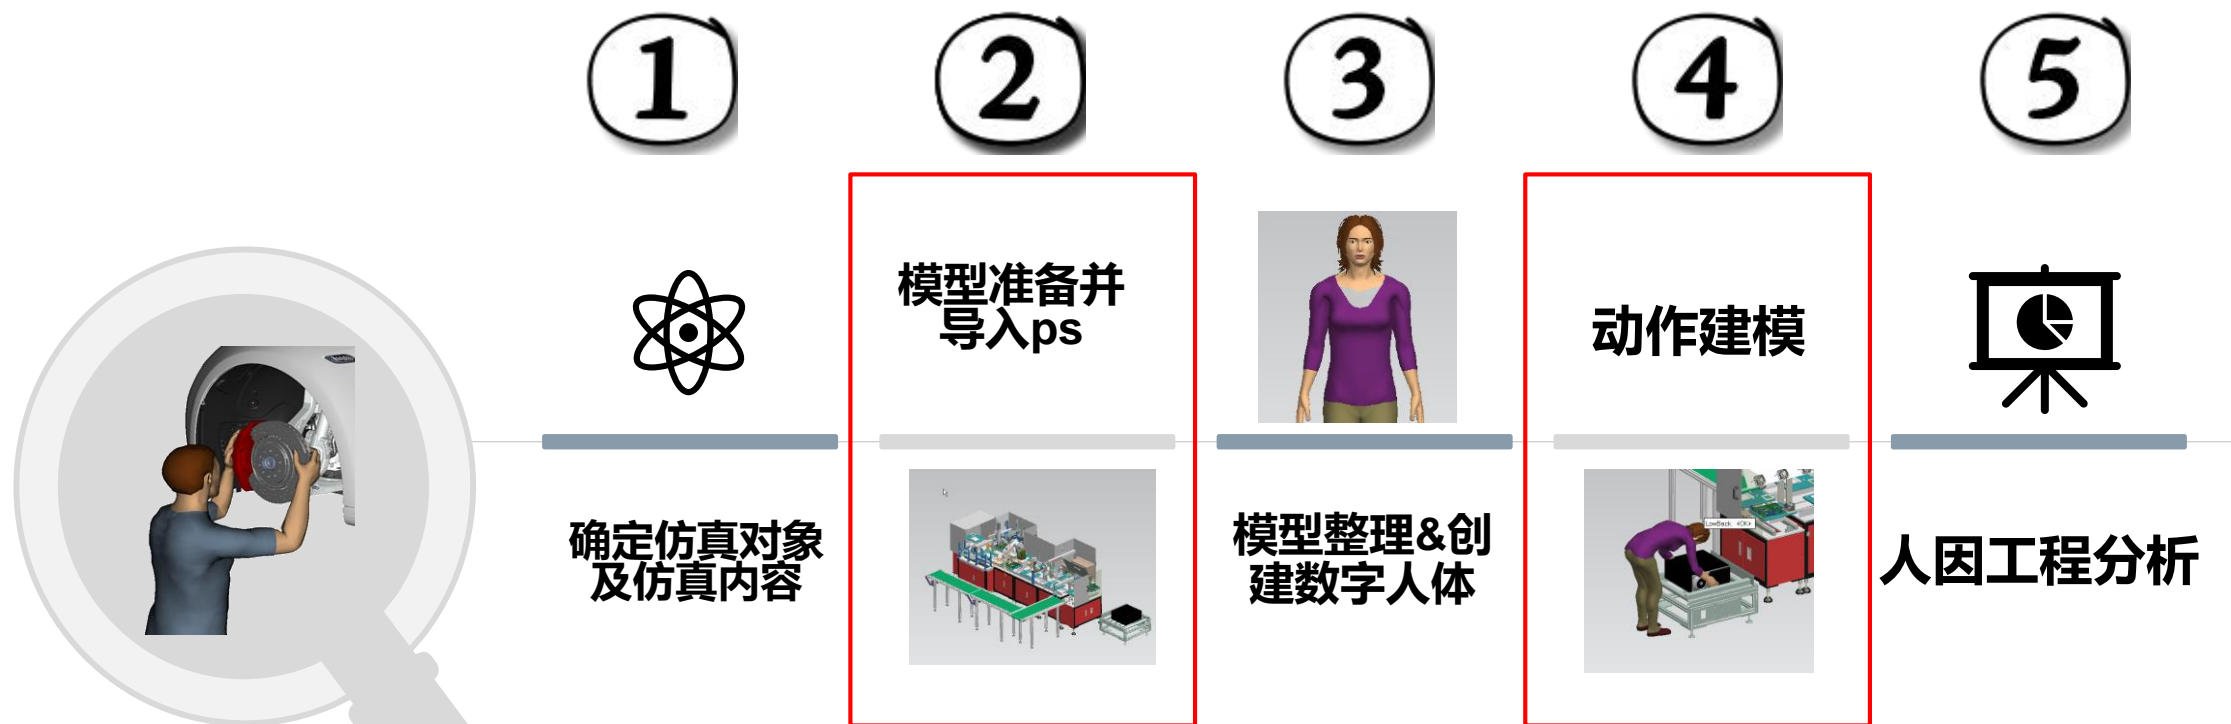 1
2
3
4
5
模型准备并
导入ps
动作建模
确定仿真对象
及仿真内容
模型整理&创
建数字人体
LowBack <OK>
人因工程分析